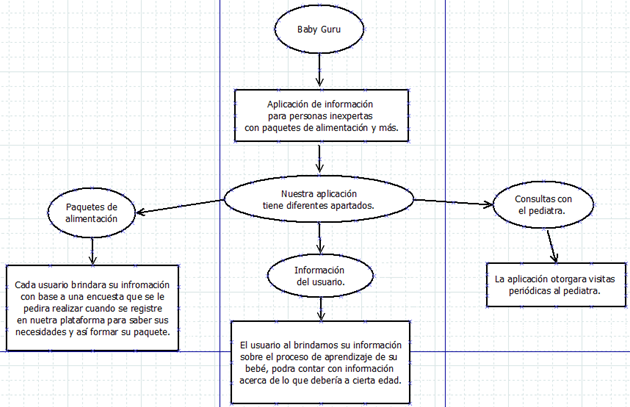 Baby Guru
Aplicación de información
para personas inexpertas
con paquetes de alimentación y más.
Nuestra aplicación
tiene diferentes apartados.
Paquetes de
alimentación
Consultas con
el pediatra.
Información
del usuario.
Cada usuario brindara su infromación
con base a una encuesta que se le
pedira realizar cuando se registre
en nuetra plataforma para saber sus
necesidades y así formar su paquete.
La aplicación otorgara visitas
periódicas al pediatra.
El usuario al brindarnos su información
sobre el proceso de aprendizaje de su
bebé, podra contar con información
acerca de lo que debería a cierta edad.